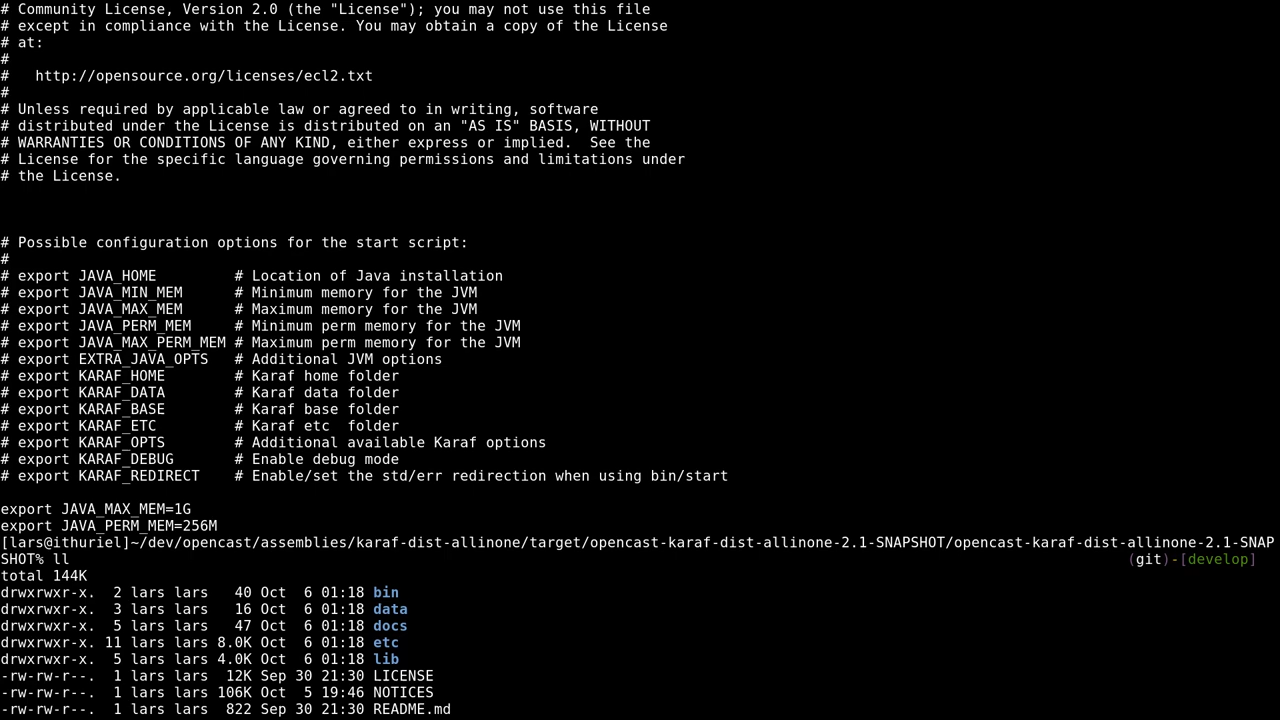 # Community License, Version 2.0 (the "License"); you may not use this file
# except in compliance with the License. You may obtain a copy of the License
# at:
#
#   http://opensource.org/licenses/ecl2.txt
#
# Unless required by applicable law or agreed to in writing, software
# distributed under the License is distributed on an "AS IS" BASIS, WITHOUT
# WARRANTIES OR CONDITIONS OF ANY KIND, either express or implied.  See the
# License for the specific language governing permissions and limitations under
# the License.
# Possible configuration options for the start script:
#
# export JAVA_HOME         # Location of Java installation
# export JAVA_MIN_MEM      # Minimum memory for the JVM
# export JAVA_MAX_MEM      # Maximum memory for the JVM
# export JAVA_PERM_MEM     # Minimum perm memory for the JVM
# export JAVA_MAX_PERM_MEM # Maximum perm memory for the JVM
# export EXTRA_JAVA_OPTS   # Additional JVM options
# export KARAF_HOME        # Karaf home folder
# export KARAF_DATA        # Karaf data folder
# export KARAF_BASE        # Karaf base folder
# export KARAF_ETC         # Karaf etc  folder
# export KARAF_OPTS        # Additional available Karaf options
# export KARAF_DEBUG       # Enable debug mode
# export KARAF_REDIRECT    # Enable/set the std/err redirection when using bin/start
export JAVA_MAX_MEM=1G
export JAVA_PERM_MEM=256M
[lars@ithuriel]~/dev/opencast/assemblies/karaf-dist-allinone/target/opencast-karaf-dist-allinone-2.1-SNAPSHOT/opencast-karaf-dist-allinone-2.1-SNAP
SHOT% ll (git)-[develop]
total 144K
drwxrwxr-x.  2 lars lars   40 Oct  6 01:18 bin
drwxrwxr-x.  3 lars lars   16 Oct  6 01:18 data
drwxrwxr-x.  5 lars lars   47 Oct  6 01:18 docs
drwxrwxr-x. 11 lars lars 8.0K Oct  6 01:18 etc
drwxrwxr-x.  5 lars lars 4.0K Oct  6 01:18 lib
-rw-rw-r--.  1 lars lars  12K Sep 30 21:30 LICENSE
-rw-rw-r--.  1 lars lars 106K Oct  5 19:46 NOTICES
-rw-rw-r--.  1 lars lars  822 Sep 30 21:30 README.md